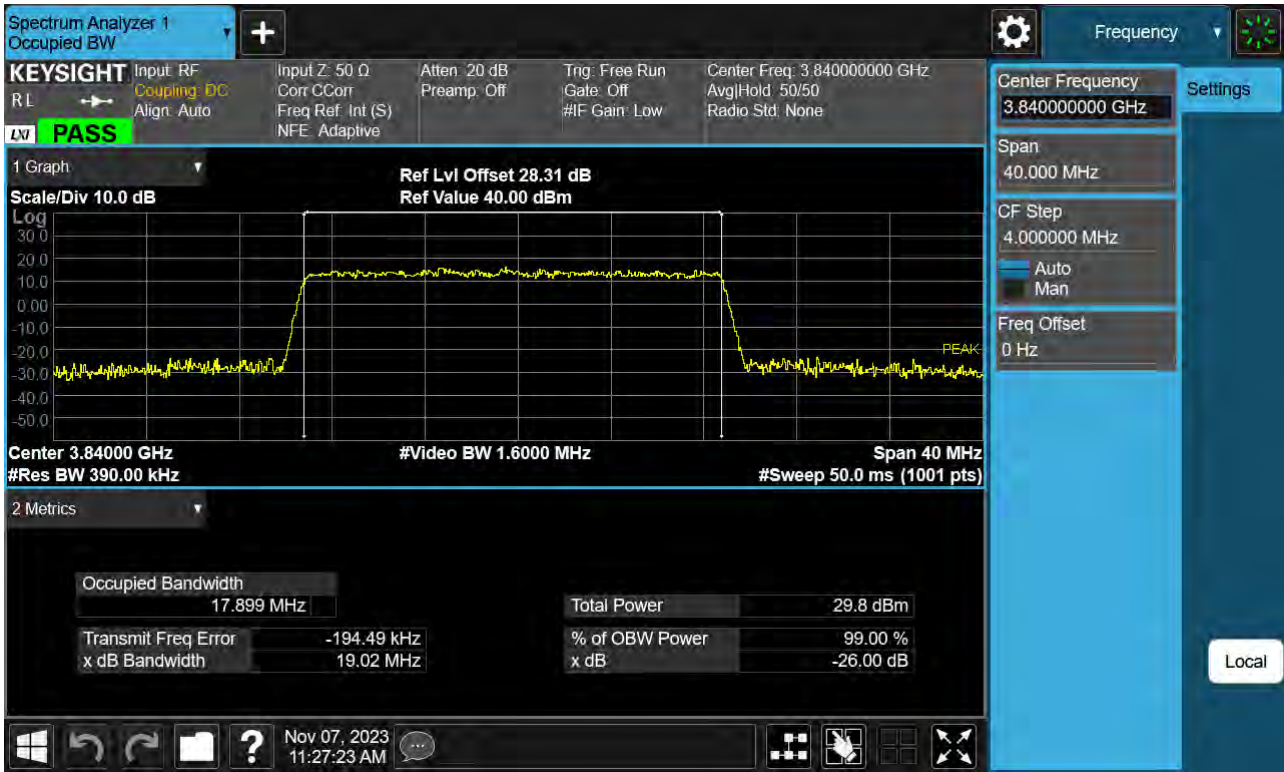 Spectrum Analyzer 1
Occupied BW
+
Frequency
KEYSIGHT
R L
LXI
PASS
Input: RF
Coupling: DC
Align: Auto
Input Z: 50 Ω
Corr CCorr
Freq Ref: Int (S)
NFE: Adaptive
Atten: 20 dB
Preamp: Off
Trig: Free Run
Gate: Off
#IF Gain: Low
Center Freq: 3.840000000 GHz
Avg|Hold: 50/50
Radio Std: None
Center Frequency
3.840000000 GHz
Settings
Span
40.000 MHz
CF Step
4.000000 MHz
Auto
Man
Freq Offset
0 Hz
Local
1 Graph
Scale/Div 10.0 dB
Ref Lvl Offset 28.31 dB
Ref Value 40.00 dBm
Log
30.0
20.0
10.0
0.00
-10.0
-20.0
-30.0
-40.0
-50.0
PEAK
Center 3.84000 GHz
#Video BW 1.6000 MHz
Span 40 MHz
#Res BW 390.00 kHz
#Sweep 50.0 ms (1001 pts)
2 Metrics
Occupied Bandwidth
17.899 MHz
Total Power 29.8 dBm
Transmit Freq Error -194.49 kHz
% of OBW Power 99.00 %
x dB Bandwidth 19.02 MHz
x dB -26.00 dB
?
Nov 07, 2023
11:27:23 AM